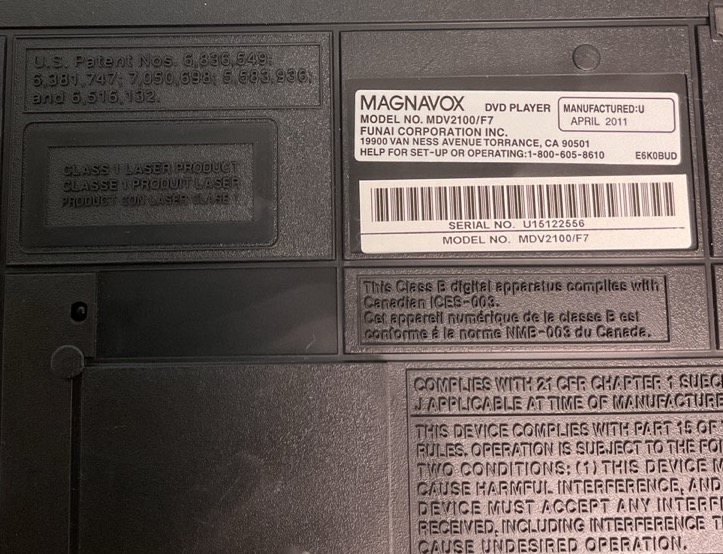 U.S. Patent Nos. 6,836,549;
6,381,747; 7,050,698; 5,583,936;
and 6,516,132.
CLASS 1 LASER PRODUCT
CLASSE 1 PRODUIT LASER
PRODUCTO CON LASER CLASE 1
MAGNAVOX DVD PLAYER
MODEL NO. MDV2100/F7
FUNAI CORPORATION INC.
19900 VAN NESS AVENUE TORRANCE, CA 90501
HELP FOR SET-UP OR OPERATING:1-800-605-8610
MANUFACTURED:U
APRIL 2011
E6K0BUD
SERIAL NO. U15122556
MODEL NO. MDV2100/F7
This Class B digital apparatus complies with
Canadian ICES-003.
Cet appareil numérique de la classe B est
conforme á la norme NMB-003 du Canada.
COMPLIES WITH 21 CFR CHAPTER 1 SUBC
J APPLICABLE AT TIME OF MANUFACTURE
THIS DEVICE COMPLIES WITH PART 15 OF
RULES. OPERATION IS SUBJECT TO THE FO
TWO CONDITIONS: (1) THIS DEVICE M
CAUSE HARMFUL INTERFERENCE, AND
DEVICE MUST ACCEPT ANY INTERF
RECEIVED, INCLUDING INTERFERENCE T
CAUSE UNDESIRED OPERATION.